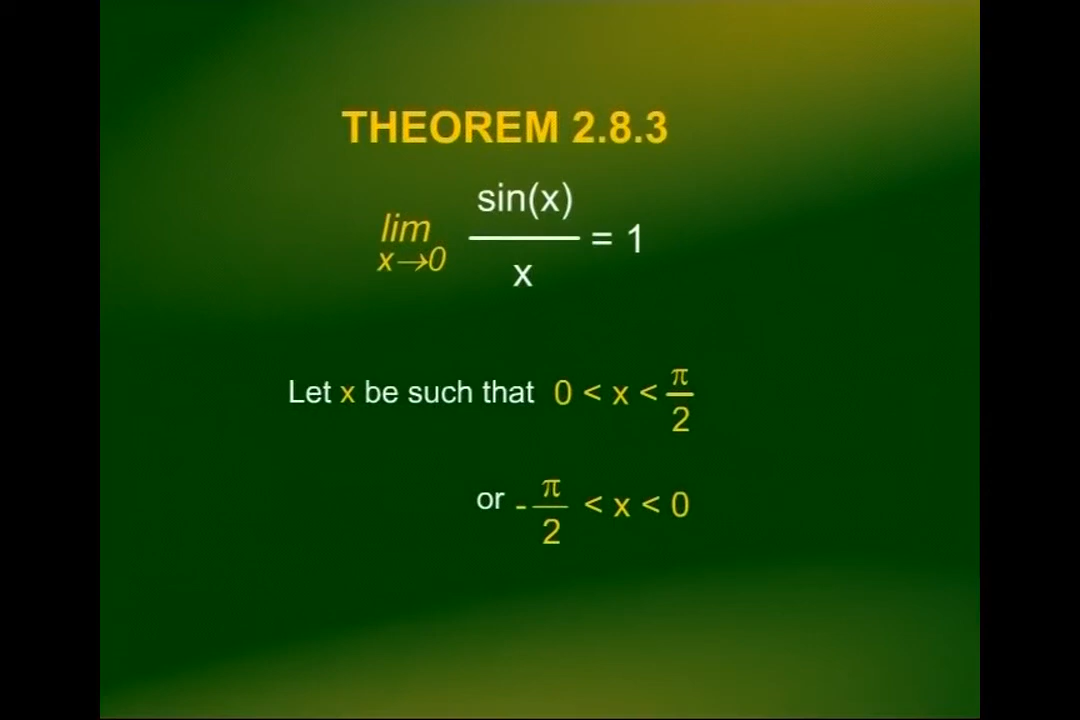 THEOREM 2.8.3
lim x→0 sin(x)/x = 1
Let x be such that 0 < x < π/2
or -π/2 < x < 0